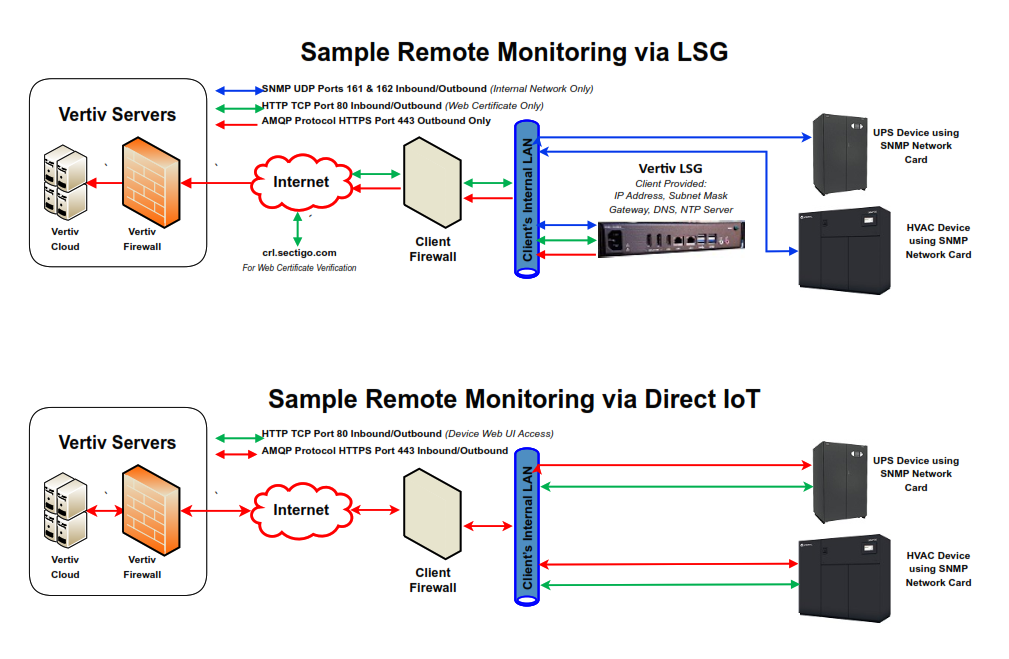 Sample Remote Monitoring via LSG
Vertiv Servers
SNMP UDP Ports 161 & 162 Inbound/Outbound (Internal Network Only)
HTTP TCP Port 80 Inbound/Outbound (Web Certificate Only)
AMQP Protocol HTTPS Port 443 Outbound Only
Vertiv
Cloud
Vertiv
Firewall
Internet
crl.sectigo.com
For Web Certificate Verification
Client
Firewall
Client's Internal LAN
Vertiv LSG
Client Provided:
IP Address, Subnet Mask
Gateway, DNS, NTP Server
UPS Device using
SNMP Network
Card
HVAC Device
using SNMP
Network Card
Sample Remote Monitoring via Direct IoT
Vertiv Servers
HTTP TCP Port 80 Inbound/Outbound (Device Web UI Access)
AMQP Protocol HTTPS Port 443 Inbound/Outbound
Vertiv
Cloud
Vertiv
Firewall
Internet
Client
Firewall
Client's Internal LAN
UPS Device using
SNMP Network
Card
HVAC Device
using SNMP
Network Card